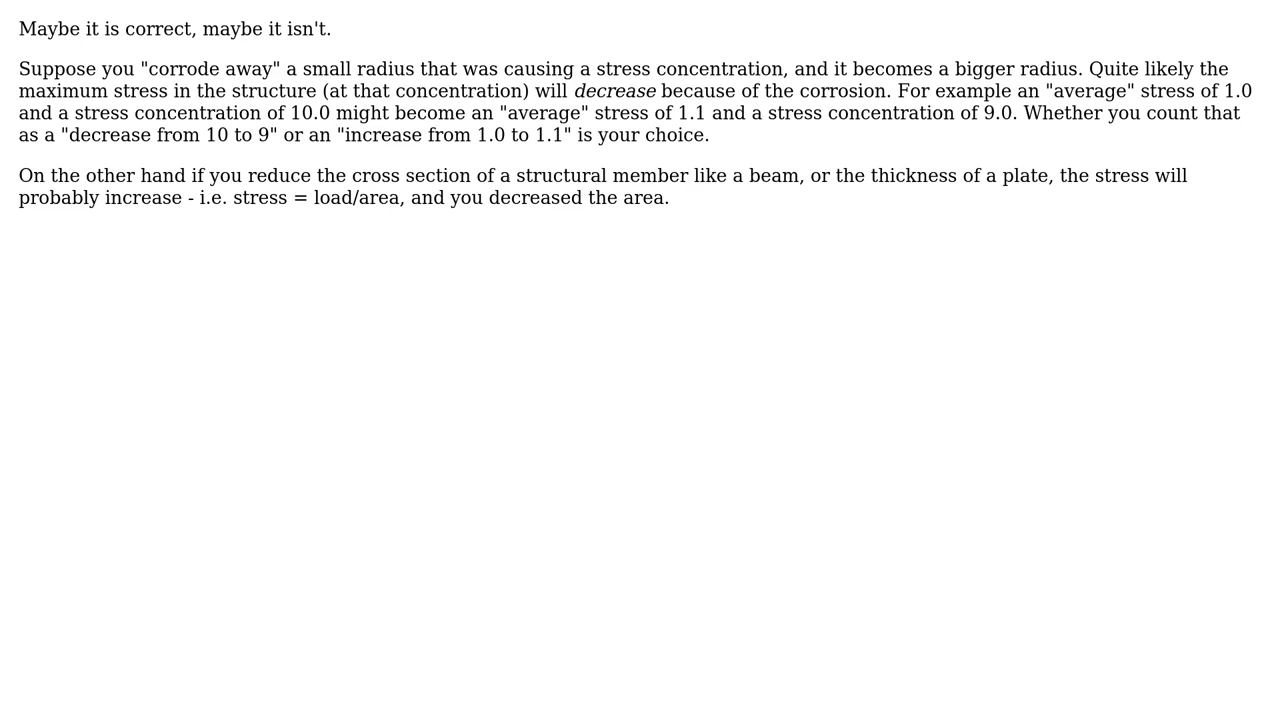 Maybe it is correct, maybe it isn't.
Suppose you "corrode away" a small radius that was causing a stress concentration, and it becomes a bigger radius. Quite likely the
maximum stress in the structure (at that concentration) will decrease because of the corrosion. For example an "average" stress of 1.0
and a stress concentration of 10.0 might become an "average" stress of 1.1 and a stress concentration of 9.0. Whether you count that
as a "decrease from 10 to 9" or an "increase from 1.0 to 1.1" is your choice.
On the other hand if you reduce the cross section of a structural member like a beam, or the thickness of a plate, the stress will
probably increase - i.e. stress = load/area, and you decreased the area.